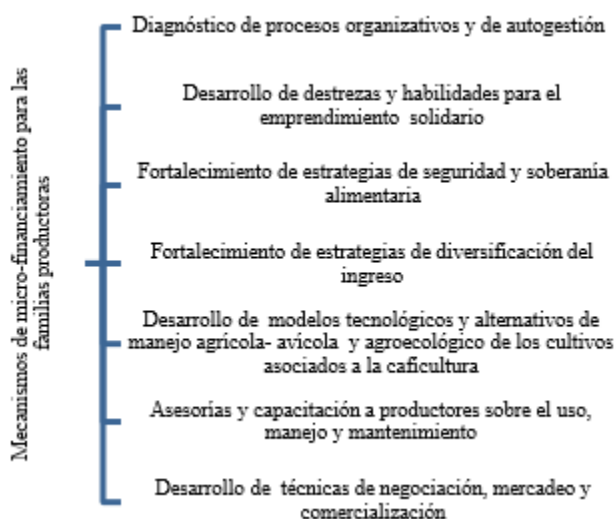 Mecanismos de micro-financiamiento para las
familias productoras
Diagnóstico de procesos organizativos y de autogestión
Desarrollo de destrezas y habilidades para el
emprendimiento solidario
Fortalecimiento de estrategias de seguridad y soberanía
alimentaria
Fortalecimiento de estrategias de diversificación del
ingreso
Desarrollo de modelos tecnológicos y alternativos de
manejo agrícola- avícola y agroecológico de los cultivos
asociados a la caficultura
Asesorías y capacitación a productores sobre el uso,
manejo y mantenimiento
Desarrollo de técnicas de negociación, mercadeo y
comercialización